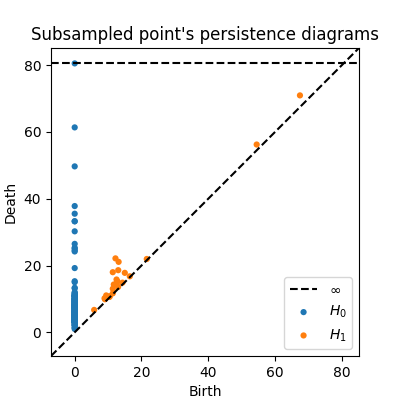 Subsampled point's persistence diagrams
80
60
40
20
0
Death
∞
H₀
H₁
0 20 40 60 80
Birth